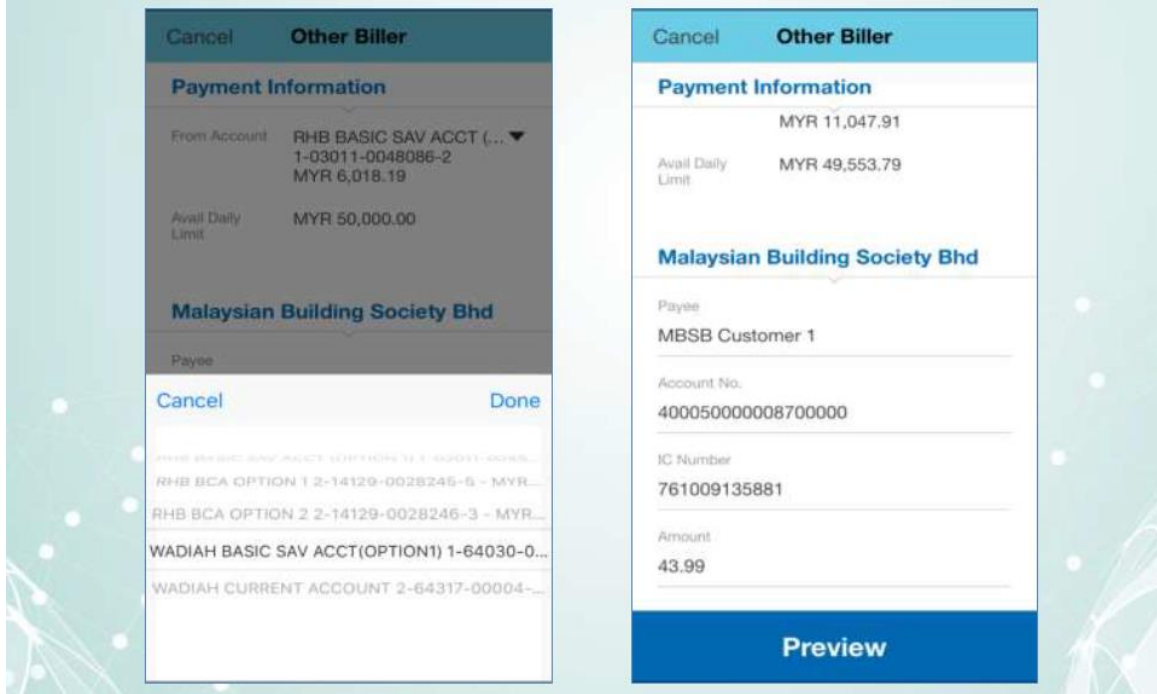 Cancel Other Biller
Payment Information
From Account RHB BASIC SAV ACCT (...
1-03011-0048086-2
MYR 6,018.19
Avail Daily Limit MYR 50,000.00
Malaysian Building Society Bhd
Payee
Cancel Done
RHB BCA OPTION 1 2-14129-0028245-5 - MYR...
RHB BCA OPTION 2 2-14129-0028246-3 - MYR...
WADIAH BASIC SAV ACCT(OPTION1) 1-64030-0...
WADIAH CURRENT ACCOUNT 2-64317-00004-...
Cancel Other Biller
Payment Information
MYR 11,047.91
Avail Daily Limit MYR 49,553.79
Malaysian Building Society Bhd
Payee
MBSB Customer 1
Account No.
400050000008700000
IC Number
761009135881
Amount
43.99
Preview